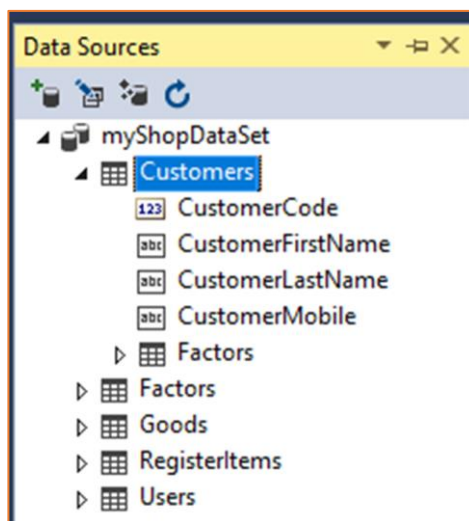 Data Sources
myShopDataSet
Customers
123 CustomerCode
abc CustomerFirstName
abc CustomerLastName
abc CustomerMobile
Factors
Factors
Goods
RegisterItems
Users